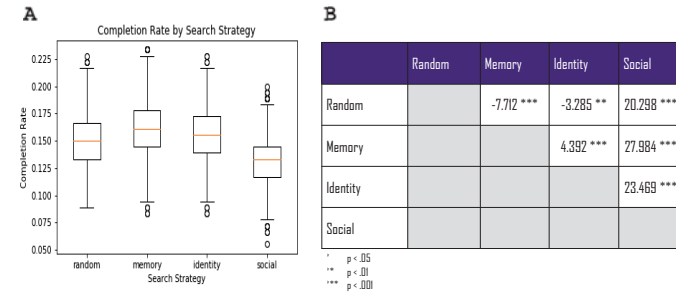 A
B
Completion Rate by Search Strategy
Completion Rate
0.225
0.200
0.175
0.150
0.125
0.100
0.075
0.050
random memory identity social
Search Strategy
Random Memory Identity Social
Random -7.712 *** -3.285 ** 20.298 ***
Memory 4.392 *** 27.984 ***
Identity 23.469 ***
Social
* p < .05
** p < .01
*** p < .001